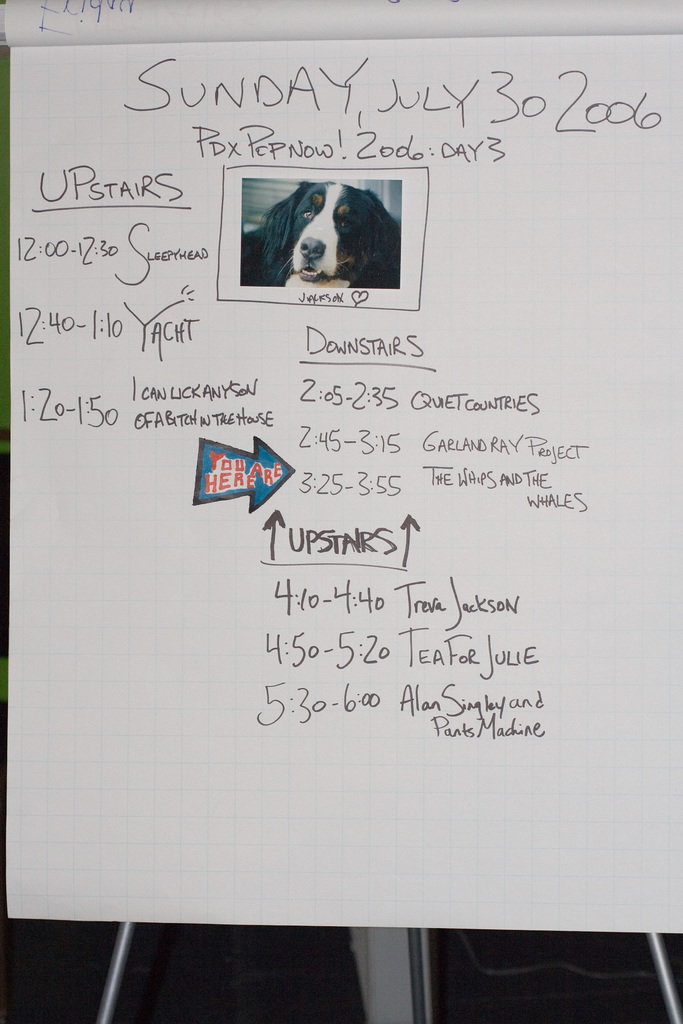 SUNDAY, JULY 30 2006
PDX POP NOW! 2006: DAY 3
UPSTAIRS
12:00-12:30 SLEEPYHEAD
12:40-1:10 YACHT
1:20-1:50 I CAN LICK ANY SON
OF A BITCH IN THE HOUSE
JACKSON ♡
DOWNSTAIRS
2:05-2:35 QUIET COUNTRIES
2:45-3:15 GARLAND RAY PROJECT
YOU ARE
HERE
3:25-3:55 THE WHIPS AND THE
WHALES
↑ UPSTAIRS ↑
4:10-4:40 Treva Jackson
4:50-5:20 TEA FOR JULIE
5:30-6:00 Alan Singley and
Pants Machine